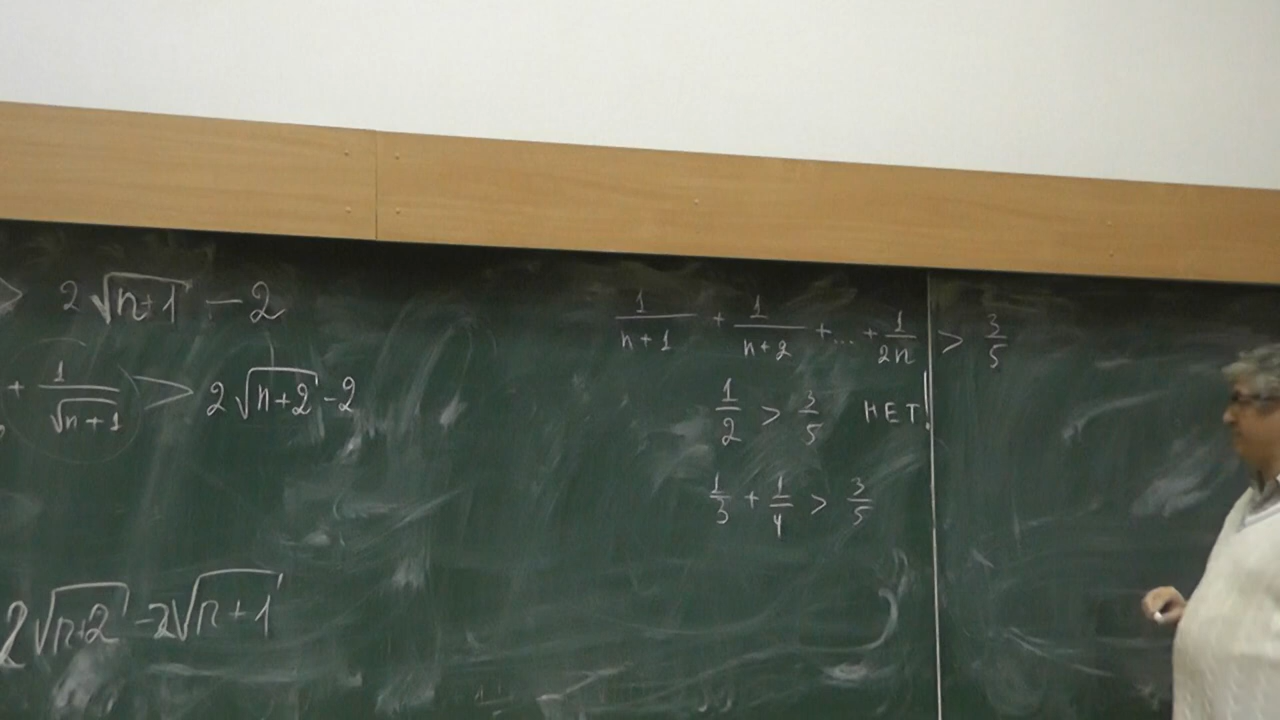 > 2√(n+1) − 2
+ 1/√(n+1) > 2√(n+2) - 2
2√(n+2) - 2√(n+1)
1/(n+1) + 1/(n+2) + ... + 1/2n > 3/5
1/2 > 3/5 НЕТ!
1/3 + 1/4 > 3/5